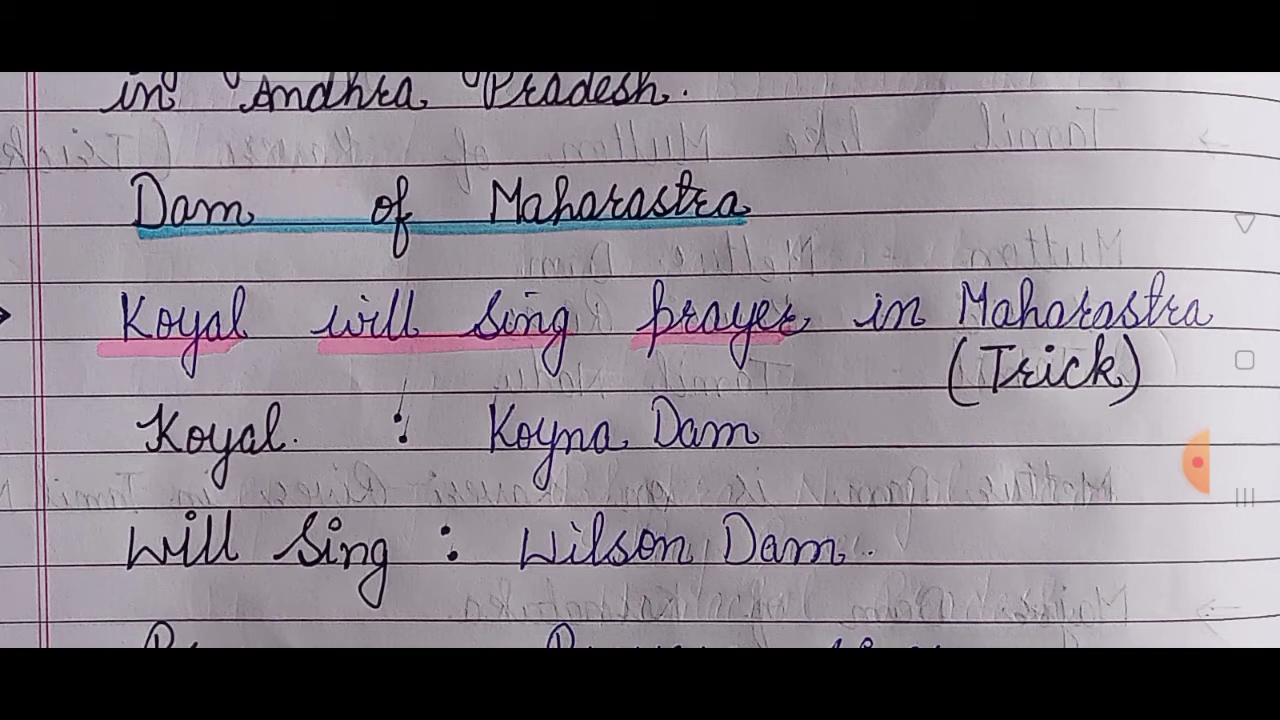 in Andhra Pradesh.
Dam of Maharastra
Koyal will sing prayer in Maharastra
(Trick)
Koyal. : Koyna Dam
Will Sing : Wilson Dam.